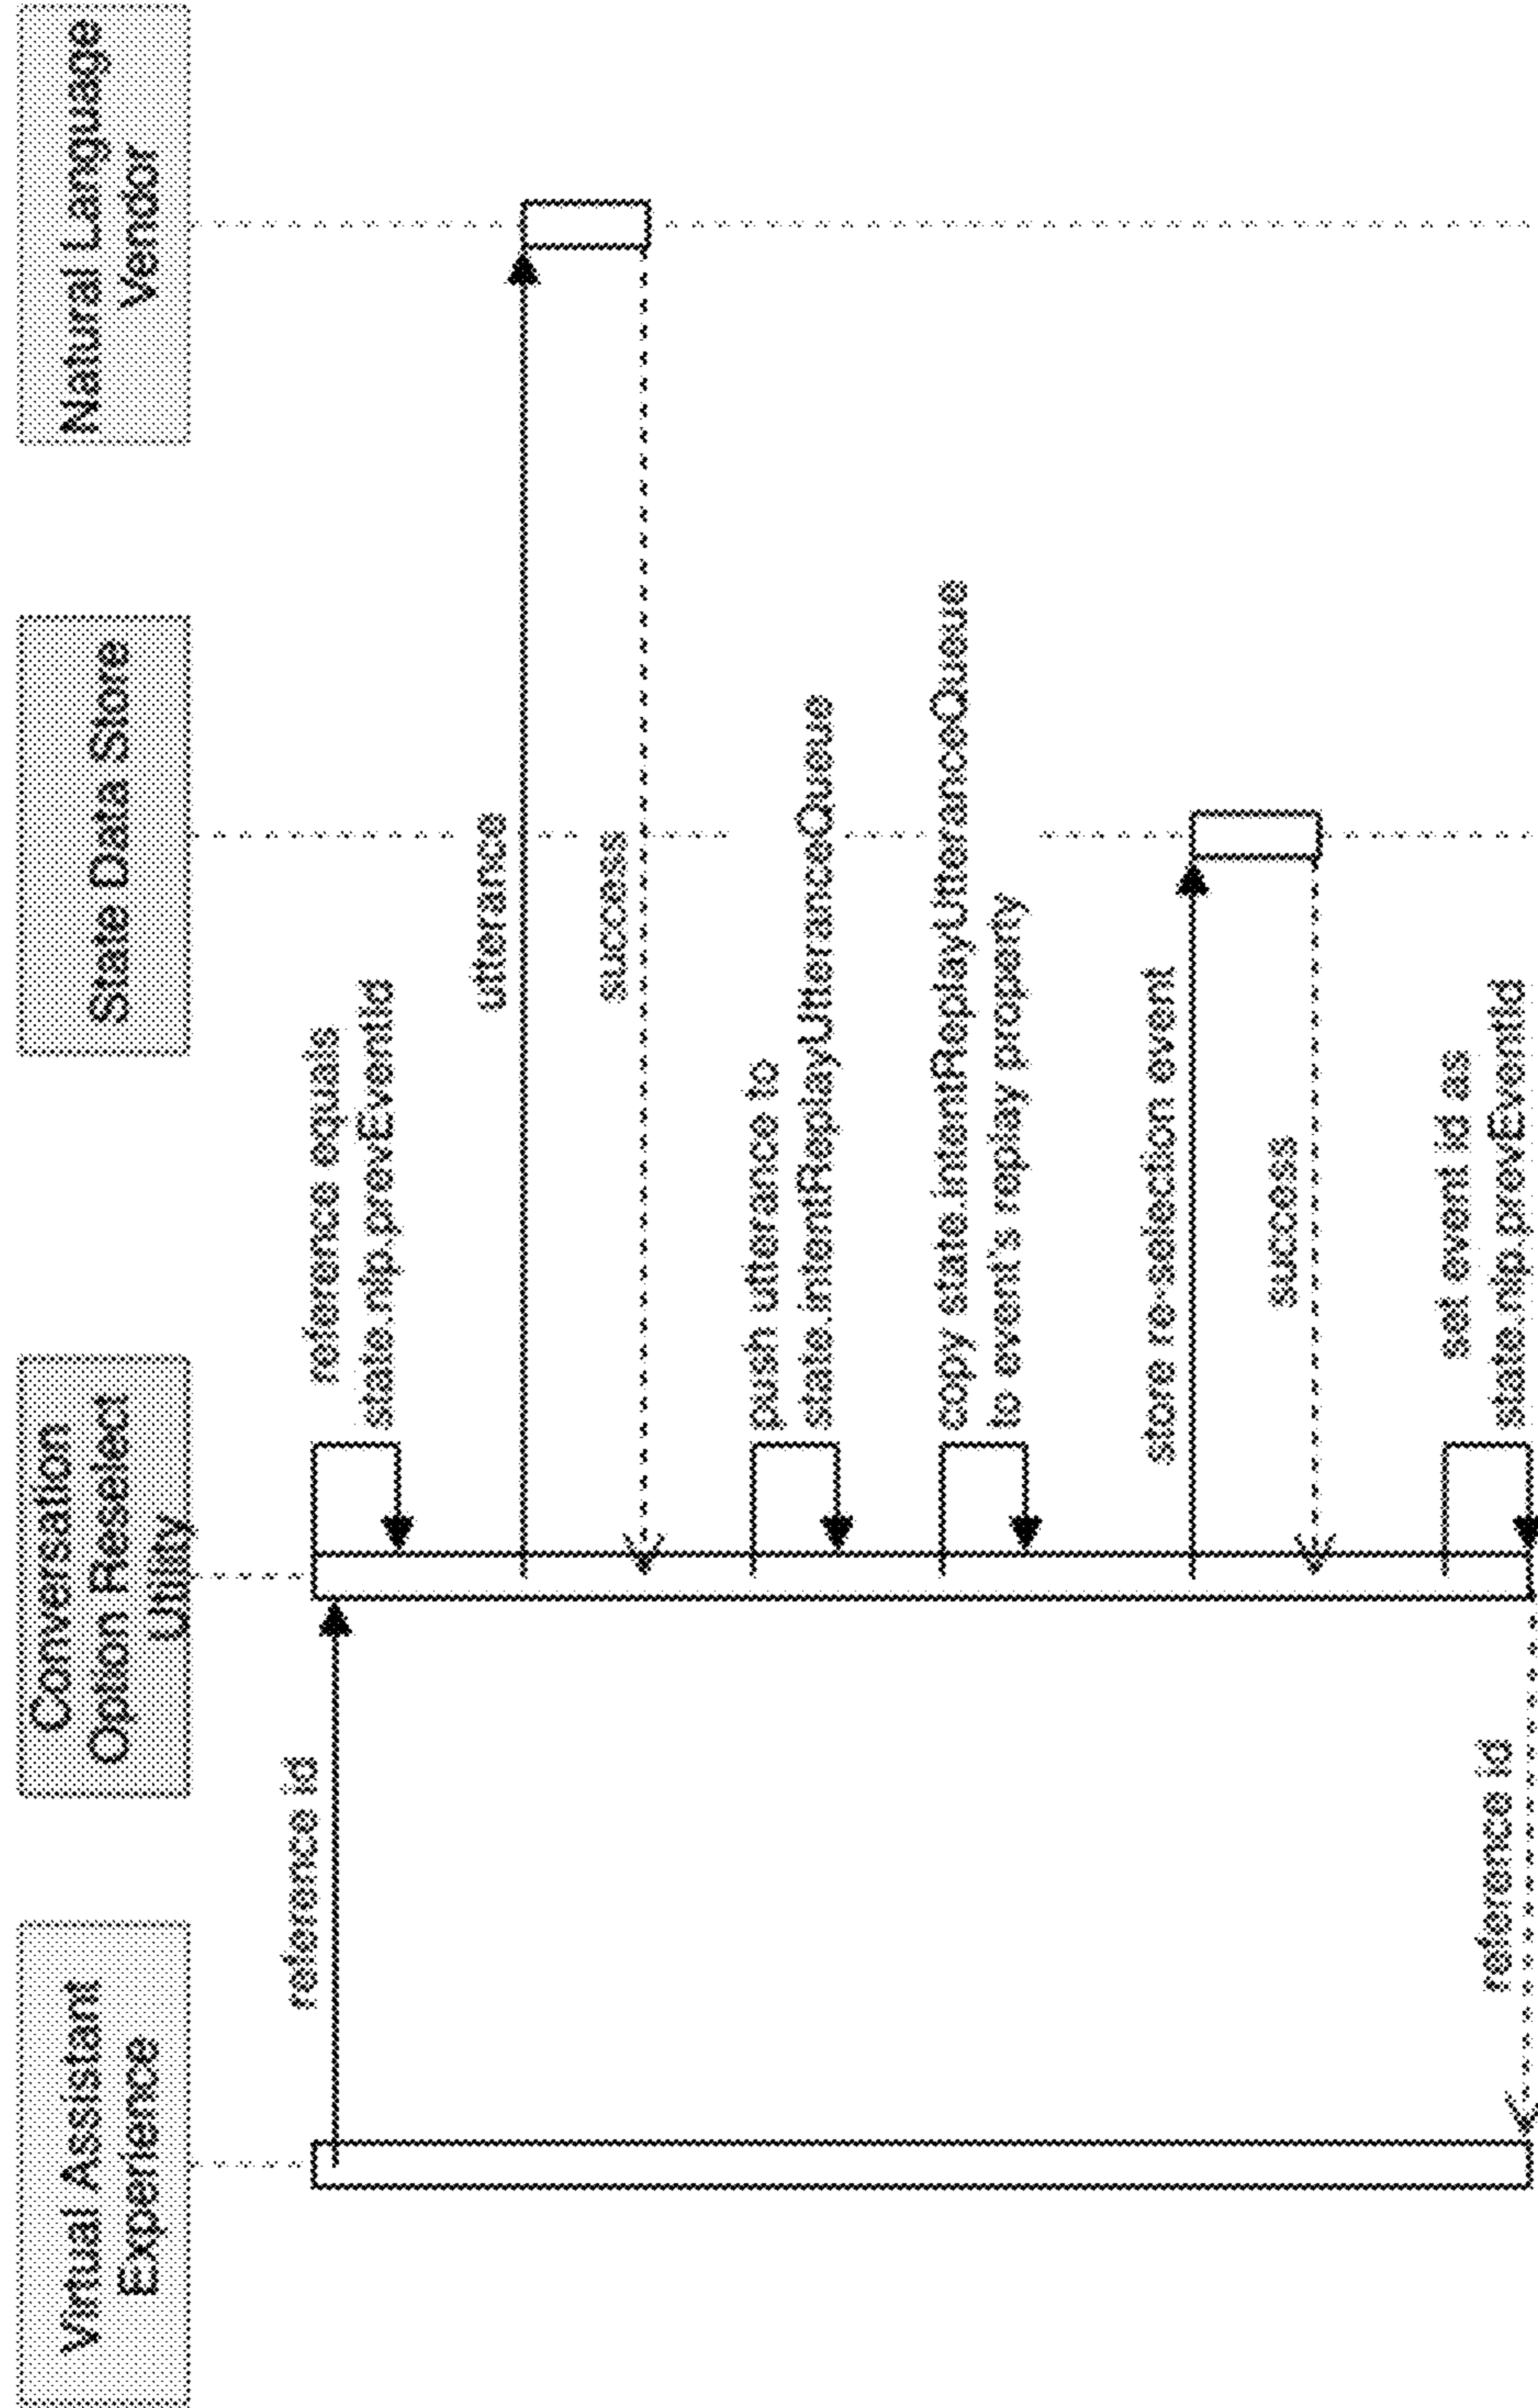 Virtual Assistant
Experience
Conversation
Option Reselect
Utility
State Data Store
Natural Language
Vendor
reference id
reference equals
state.nlp.prevEventId
utterance
success
push utterance to
state.intentReplayUtteranceQueue
copy state.intentReplayUtteranceQueue
to event's replay property
store re-selection event
success
set event id as
state.nlp.prevEventId
reference id